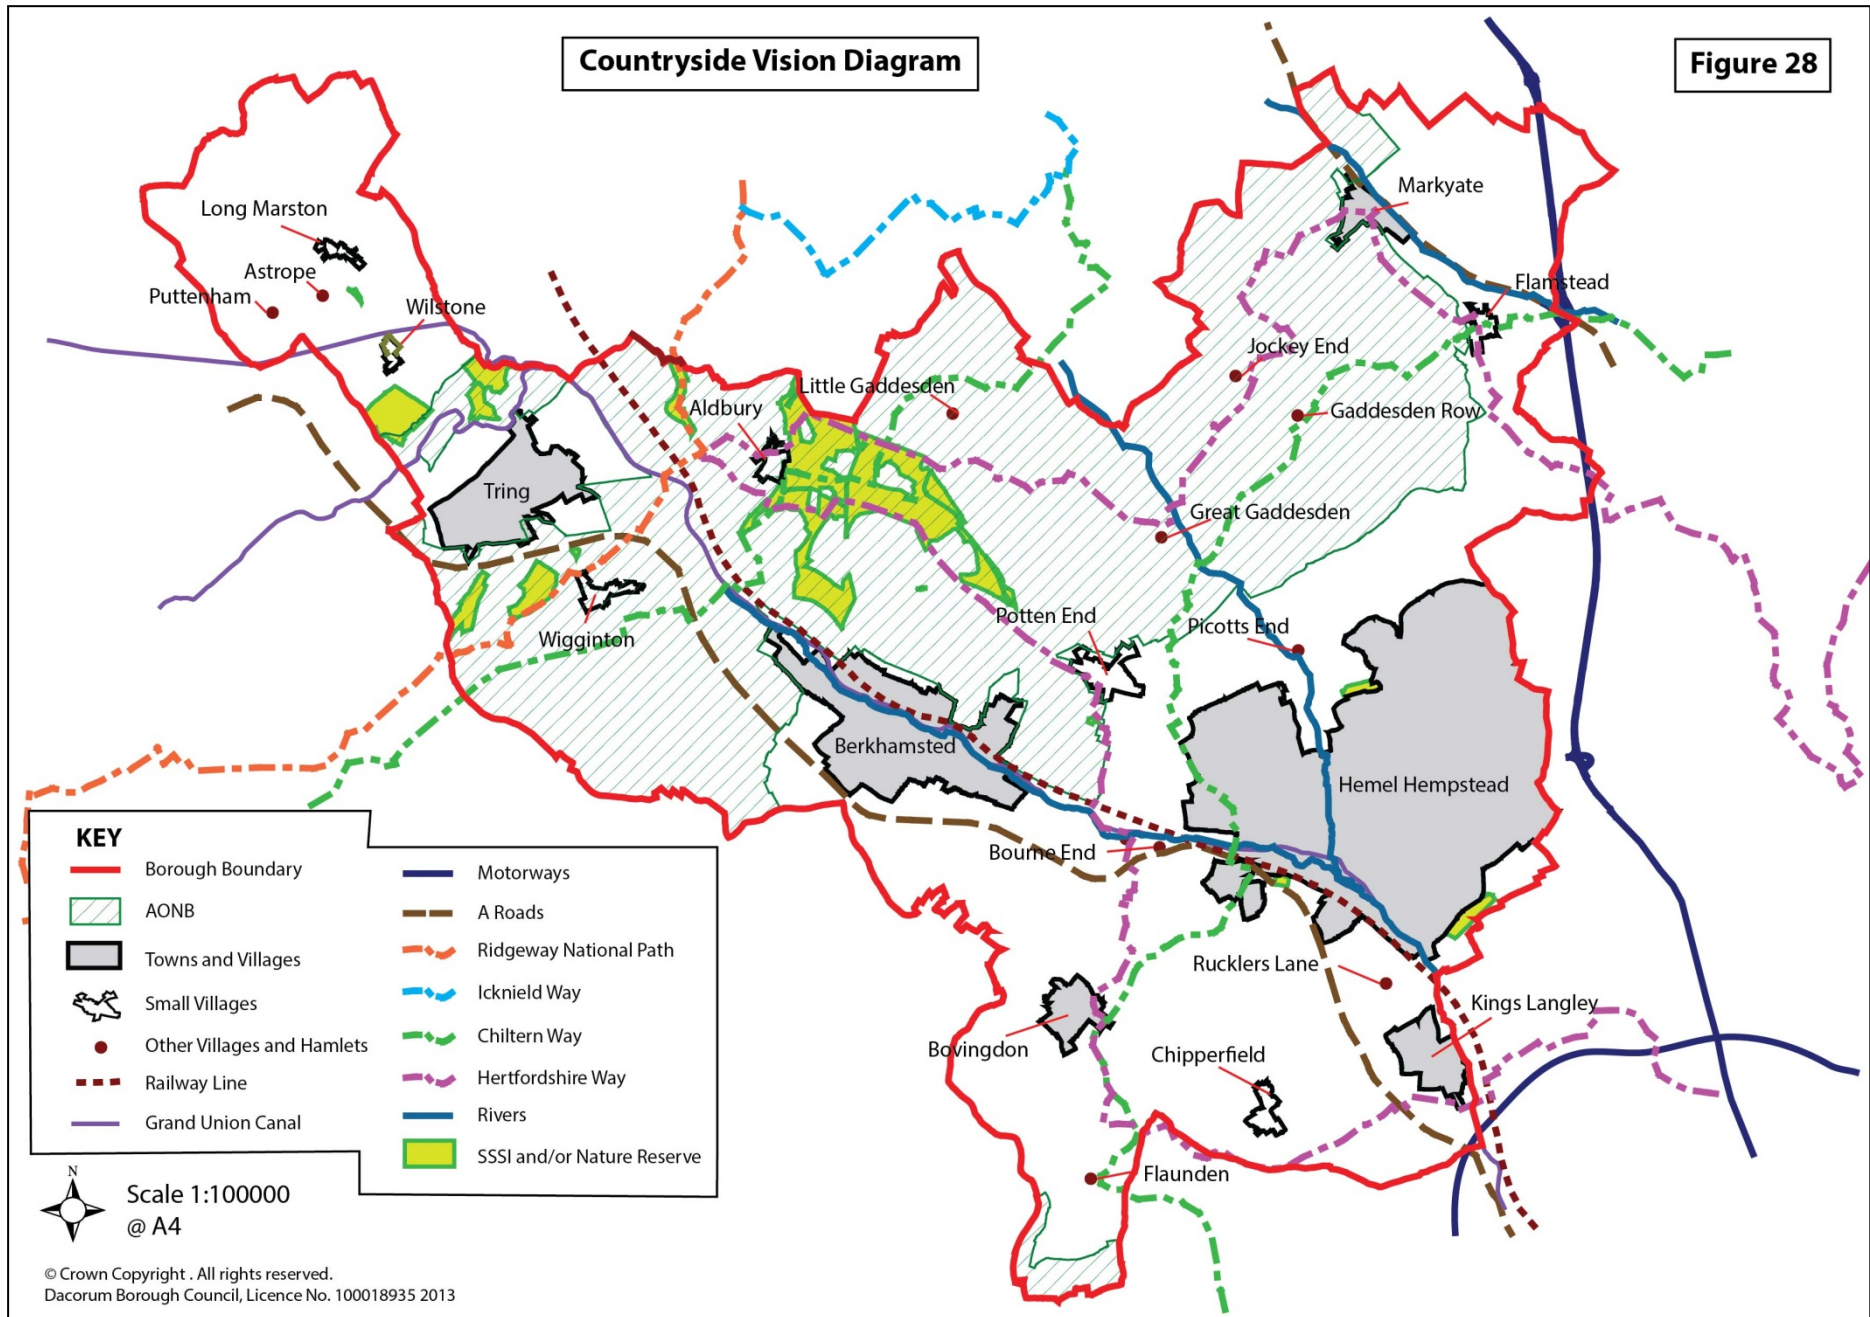 Countryside Vision Diagram
Figure 28
Long Marston
Astrope
Puttenham
Wilstone
Markyate
Flamstead
Jockey End
Little Gaddesden
Aldbury
Gaddesden Row
Tring
Great Gaddesden
Wigginton
Potten End
Picotts End
Berkhamsted
Hemel Hempstead
Bourne End
Rucklers Lane
Kings Langley
Bovingdon
Chipperfield
Flaunden
KEY
Borough Boundary
AONB
Towns and Villages
Small Villages
Other Villages and Hamlets
Railway Line
Grand Union Canal
Motorways
A Roads
Ridgeway National Path
Icknield Way
Chiltern Way
Hertfordshire Way
Rivers
SSSI and/or Nature Reserve
N
Scale 1:100000
@ A4
© Crown Copyright . All rights reserved.
Dacorum Borough Council, Licence No. 100018935 2013